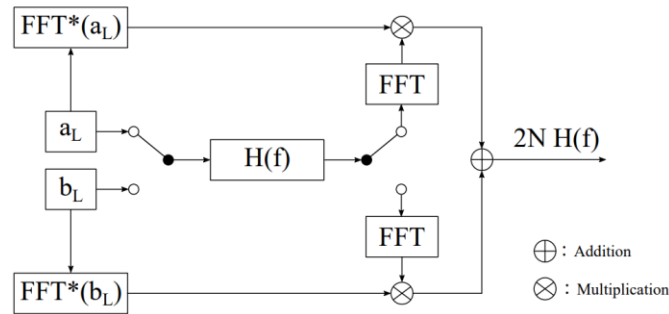 FFT*(a_L)
FFT
a_L
H(f)
2N H(f)
b_L
FFT
⊕ : Addition
FFT*(b_L)
⊗ : Multiplication